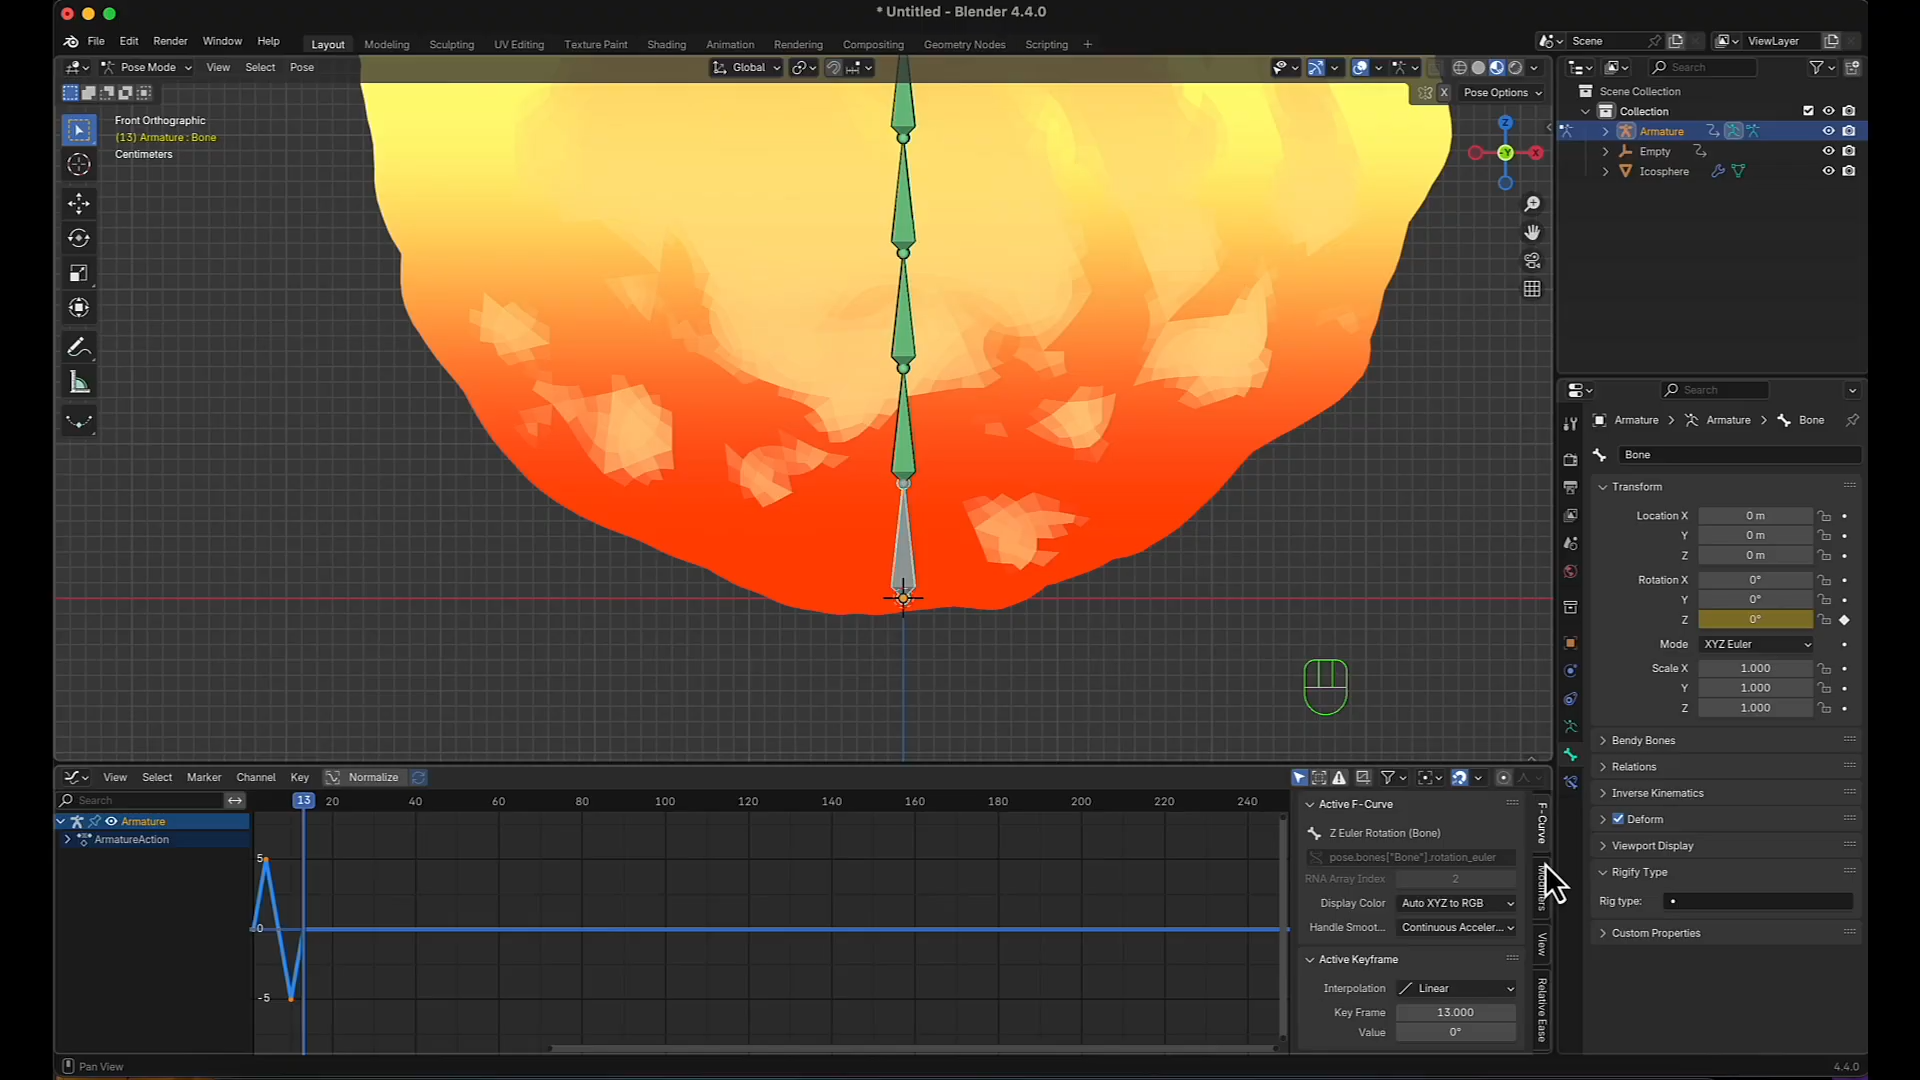 * Untitled - Blender 4.4.0
File Edit Render Window Help
Layout Modeling Sculpting UV Editing Texture Paint Shading Animation Rendering Compositing Geometry Nodes Scripting +
Scene
ViewLayer
Pose Mode View Select Pose
Global
X Pose Options
Front Orthographic
(13) Armature : Bone
Centimeters
Z
-Y
X
Search
Scene Collection
Collection
Armature
Empty
Icosphere
Search
Armature > Armature > Bone
Bone
Transform
Location X 0 m
Y 0 m
Z 0 m
Rotation X 0°
Y 0°
Z 0°
Mode XYZ Euler
Scale X 1.000
Y 1.000
Z 1.000
Bendy Bones
Relations
Inverse Kinematics
Deform
Viewport Display
Rigify Type
Rig type:
Custom Properties
View Select Marker Channel Key Normalize
Search
Armature
ArmatureAction
13 20 40 60 80 100 120 140 160 180 200 220 240
5
0
-5
Active F-Curve
Z Euler Rotation (Bone)
pose.bones["Bone"].rotation_euler
RNA Array Index 2
Display Color Auto XYZ to RGB
Handle Smoot... Continuous Acceler...
Active Keyframe
Interpolation Linear
Key Frame 13.000
Value 0°
F-Curve
View
Relative Ease
Pan View
4.4.0